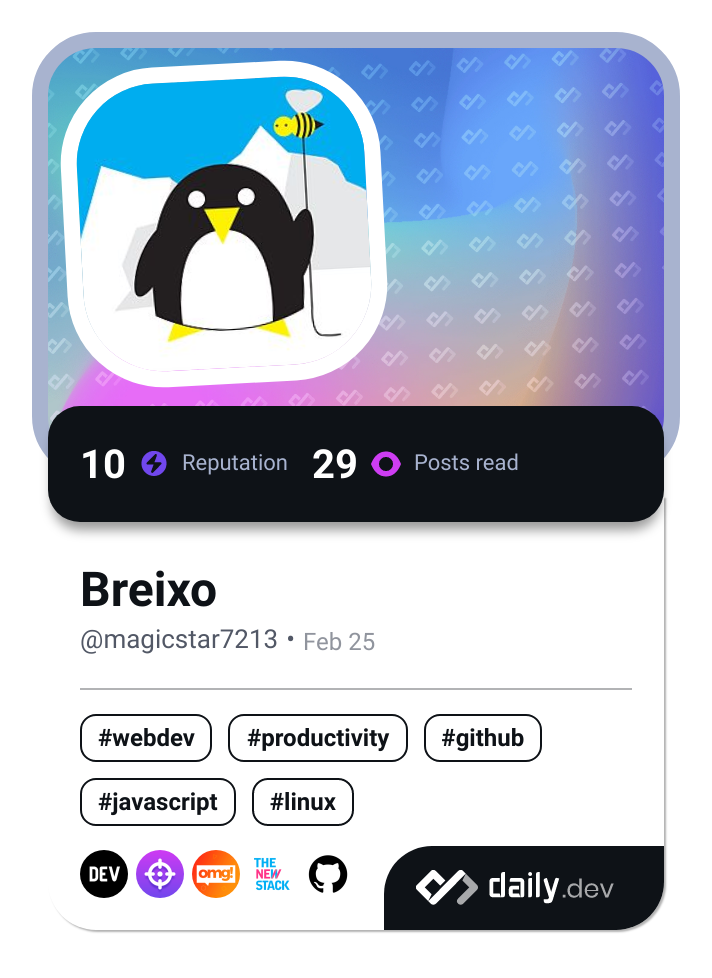 10 Reputation 29 Posts read
Breixo
@magicstar7213 • Feb 25
#webdev #productivity #github
#javascript #linux
DEV omg! THE NEW STACK
daily.dev